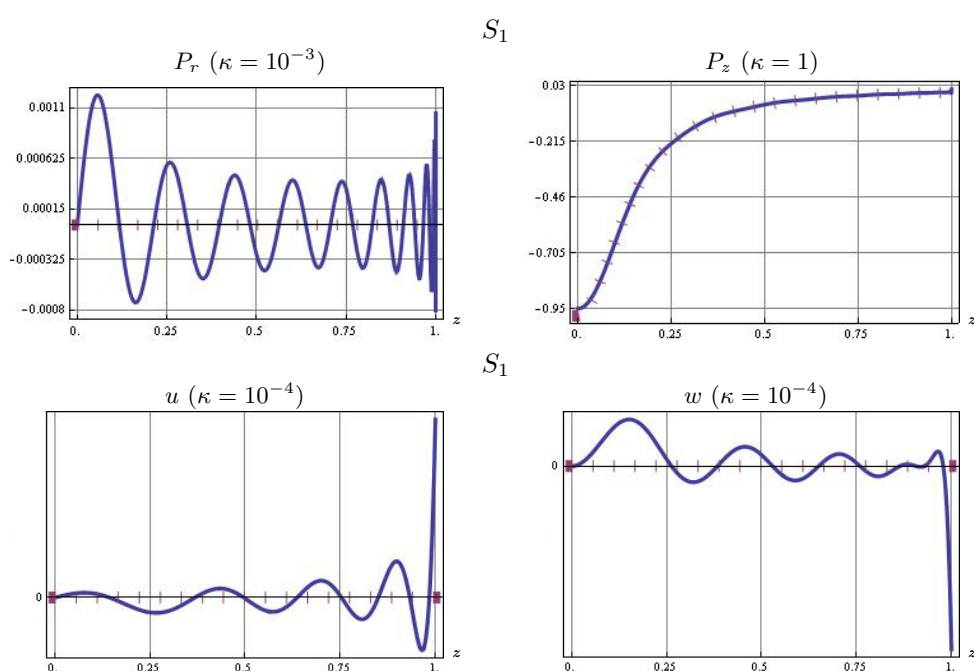 S₁
Pᵣ (κ = 10⁻³)
P_z (κ = 1)
0.0011
0.000625
0.00015
-0.000325
-0.0008
0. 0.25 0.5 0.75 1. z
0.03
-0.215
-0.46
-0.705
-0.95
0. 0.25 0.5 0.75 1. z
S₁
u (κ = 10⁻⁴)
w (κ = 10⁻⁴)
0
0. 0.25 0.5 0.75 1. z
0
0. 0.25 0.5 0.75 1. z